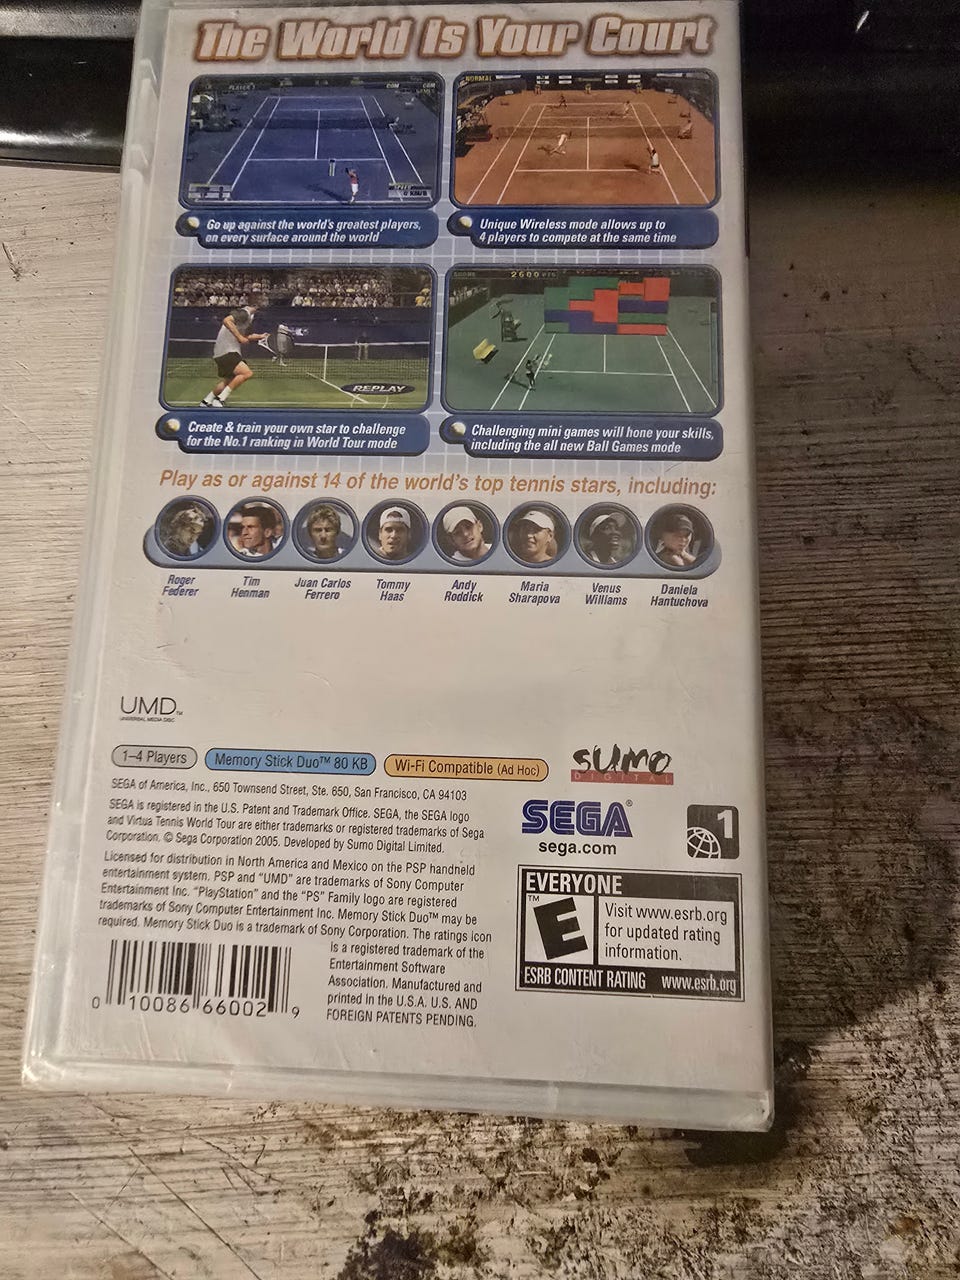 The World Is Your Court
Go up against the world's greatest players,
on every surface around the world
NORMAL
Unique Wireless mode allows up to
4 players to compete at the same time
REPLAY
Create & train your own star to challenge
for the No.1 ranking in World Tour mode
2600 PTS
Challenging mini games will hone your skills,
including the all new Ball Games mode
Play as or against 14 of the world's top tennis stars, including:
Roger
Federer
Tim
Henman
Juan Carlos
Ferrero
Tommy
Haas
Andy
Roddick
Maria
Sharapova
Venus
Williams
Daniela
Hantuchova
UMD™
UNIVERSAL MEDIA DISC
1–4 Players
Memory Stick Duo™ 80 KB
Wi-Fi Compatible (Ad Hoc)
sumo
DIGITAL
SEGA of America, Inc., 650 Townsend Street, Ste. 650, San Francisco, CA 94103
SEGA is registered in the U.S. Patent and Trademark Office. SEGA, the SEGA logo
and Virtua Tennis World Tour are either trademarks or registered trademarks of Sega
Corporation. © Sega Corporation 2005. Developed by Sumo Digital Limited.
Licensed for distribution in North America and Mexico on the PSP handheld
entertainment system. PSP and "UMD" are trademarks of Sony Computer
Entertainment Inc. "PlayStation" and the "PS" Family logo are registered
trademarks of Sony Computer Entertainment Inc. Memory Stick Duo™ may be
required. Memory Stick Duo is a trademark of Sony Corporation. The ratings icon
is a registered trademark of the
Entertainment Software
Association. Manufactured and
printed in the U.S.A. U.S. AND
FOREIGN PATENTS PENDING.
0 10086 66002 9
SEGA®
sega.com
1
EVERYONE
™
E
Visit www.esrb.org
for updated rating
information.
ESRB CONTENT RATING www.esrb.org